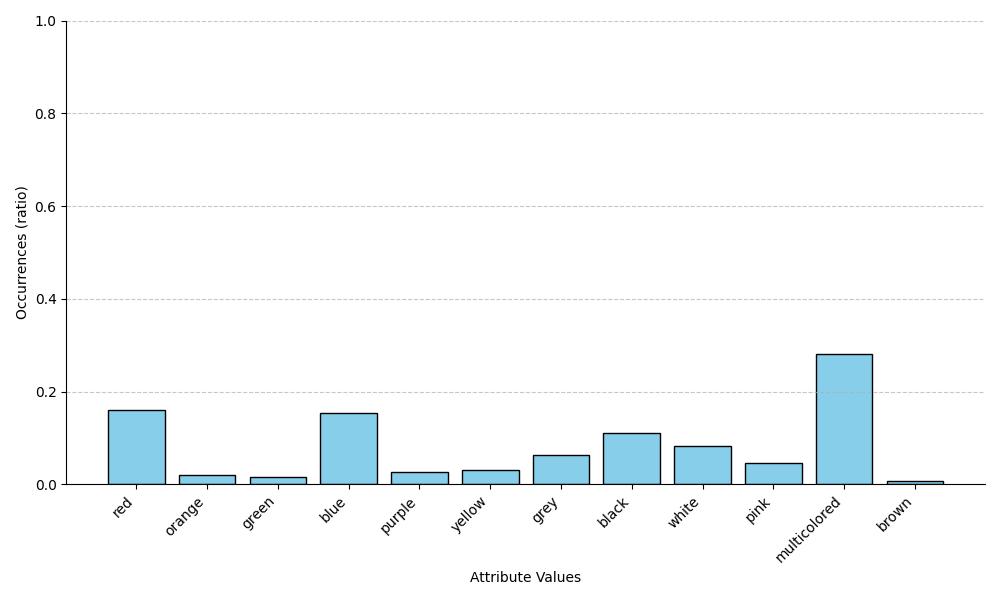 1.0
0.8
0.6
0.4
0.2
0.0
Occurrences (ratio)
red
orange
green
blue
purple
yellow
grey
black
white
pink
multicolored
brown
Attribute Values